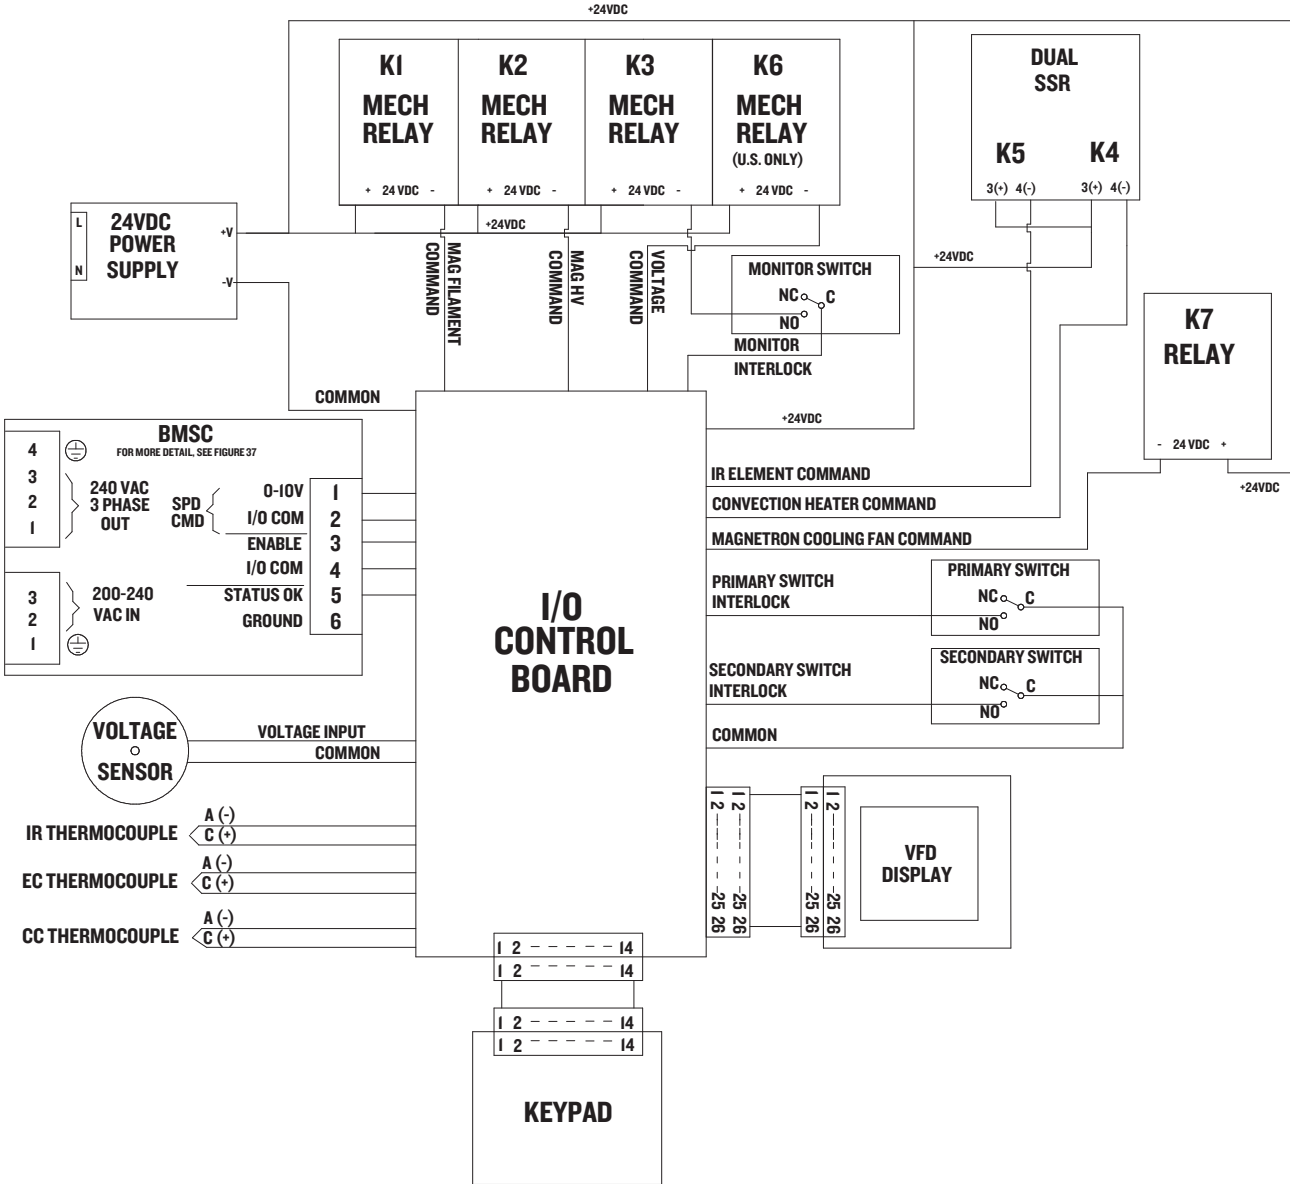 +24VDC
K1
MECH
RELAY
+ 24 VDC -
K2
MECH
RELAY
+ 24 VDC -
K3
MECH
RELAY
+ 24 VDC -
K6
MECH
RELAY
(U.S. ONLY)
+ 24 VDC -
DUAL
SSR
K5 K4
3(+) 4(-) 3(+) 4(-)
L
N
24VDC
POWER
SUPPLY
+V
-V
+24VDC
MAG FILAMENT
COMMAND
MAG HV
COMMAND
VOLTAGE
COMMAND
MONITOR SWITCH
NC C
NO
MONITOR
INTERLOCK
+24VDC
K7
RELAY
- 24 VDC +
+24VDC
COMMON
+24VDC
BMSC
FOR MORE DETAIL, SEE FIGURE 37
4
3
2
1
240 VAC
3 PHASE
OUT
SPD
CMD
0-10V 1
I/O COM 2
ENABLE 3
I/O COM 4
STATUS OK 5
GROUND 6
3
2
1
200-240
VAC IN
IR ELEMENT COMMAND
CONVECTION HEATER COMMAND
MAGNETRON COOLING FAN COMMAND
PRIMARY SWITCH
INTERLOCK
PRIMARY SWITCH
NC C
NO
SECONDARY SWITCH
INTERLOCK
SECONDARY SWITCH
NC C
NO
COMMON
I/O
CONTROL
BOARD
VOLTAGE
SENSOR
VOLTAGE INPUT
COMMON
IR THERMOCOUPLE
A (-)
C (+)
EC THERMOCOUPLE
A (-)
C (+)
CC THERMOCOUPLE
A (-)
C (+)
1 2 ------ 25 26
1 2 ------ 25 26
1 2 ------ 25 26
1 2 ------ 25 26
VFD
DISPLAY
1 2 ------ 14
1 2 ------ 14
1 2 ------ 14
1 2 ------ 14
KEYPAD